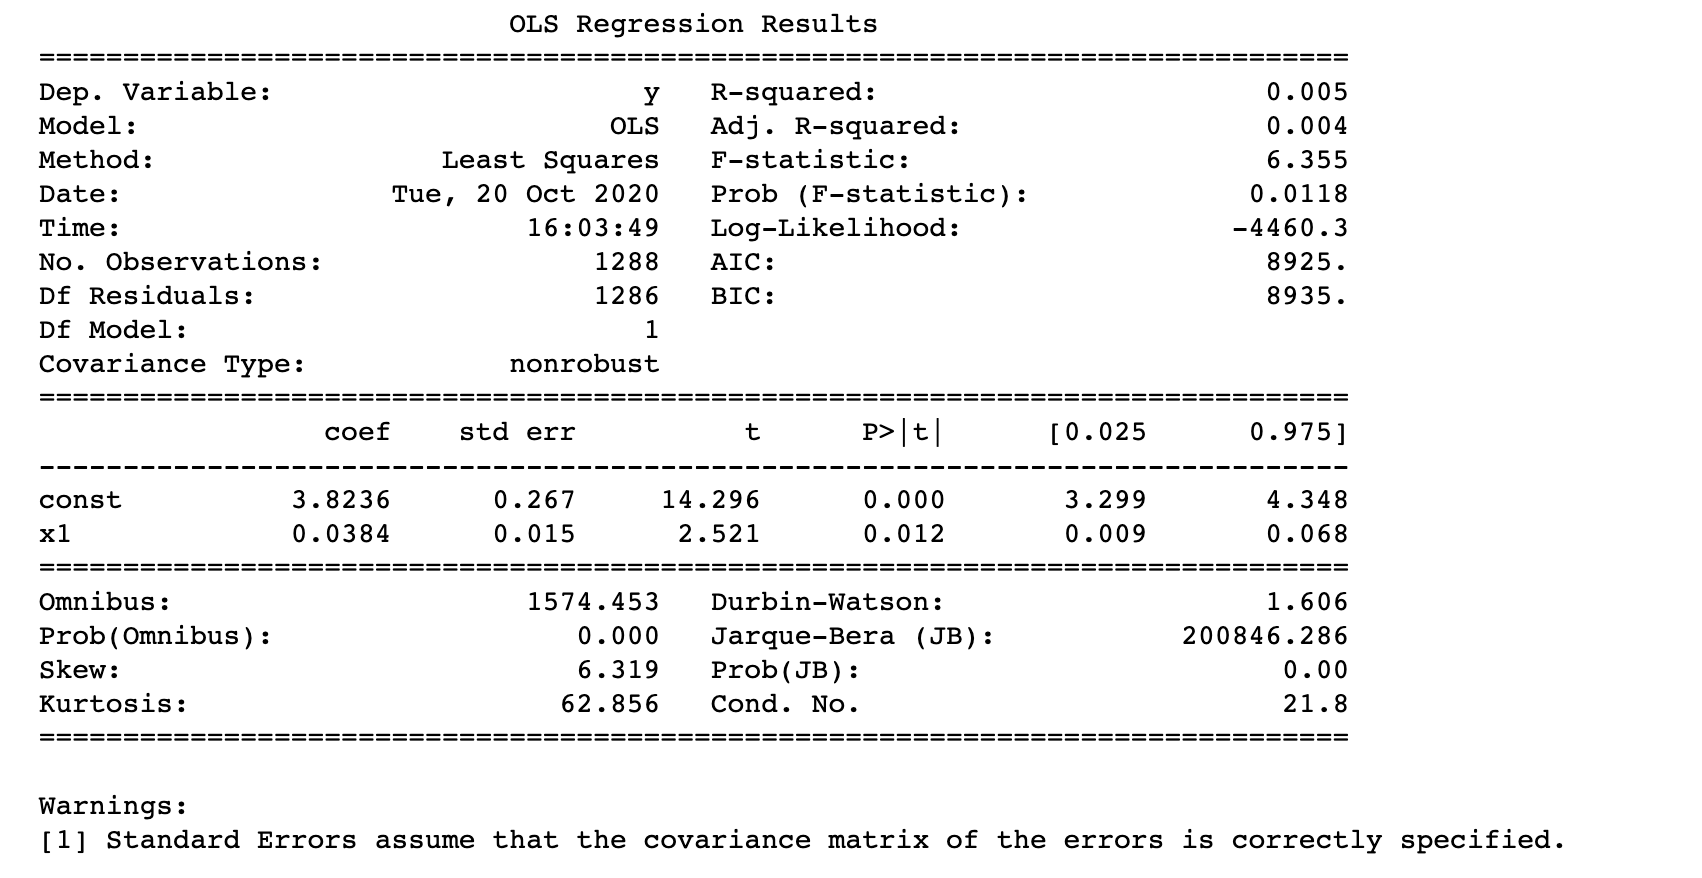 OLS Regression Results
==============================================================================
Dep. Variable:                      y   R-squared:                       0.005
Model:                            OLS   Adj. R-squared:                  0.004
Method:                 Least Squares   F-statistic:                     6.355
Date:                Tue, 20 Oct 2020   Prob (F-statistic):             0.0118
Time:                        16:03:49   Log-Likelihood:                -4460.3
No. Observations:                1288   AIC:                             8925.
Df Residuals:                    1286   BIC:                             8935.
Df Model:                           1
Covariance Type:            nonrobust
==============================================================================
                 coef    std err          t      P>|t|      [0.025      0.975]
------------------------------------------------------------------------------
const          3.8236      0.267     14.296      0.000       3.299       4.348
x1             0.0384      0.015      2.521      0.012       0.009       0.068
==============================================================================
Omnibus:                     1574.453   Durbin-Watson:                   1.606
Prob(Omnibus):                  0.000   Jarque-Bera (JB):           200846.286
Skew:                           6.319   Prob(JB):                         0.00
Kurtosis:                      62.856   Cond. No.                         21.8
==============================================================================
Warnings:
[1] Standard Errors assume that the covariance matrix of the errors is correctly specified.